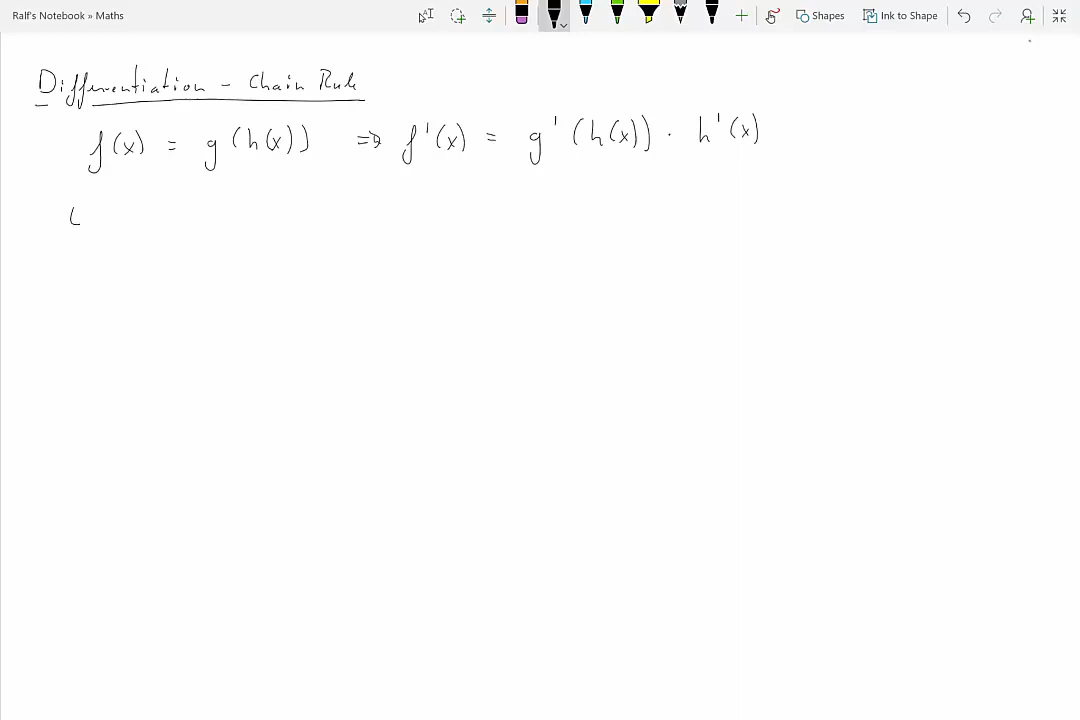 Ralf's Notebook » Maths Shapes Ink to Shape
Differentiation - Chain Rule
f(x) = g(h(x)) => f'(x) = g'(h(x)) · h'(x)
(